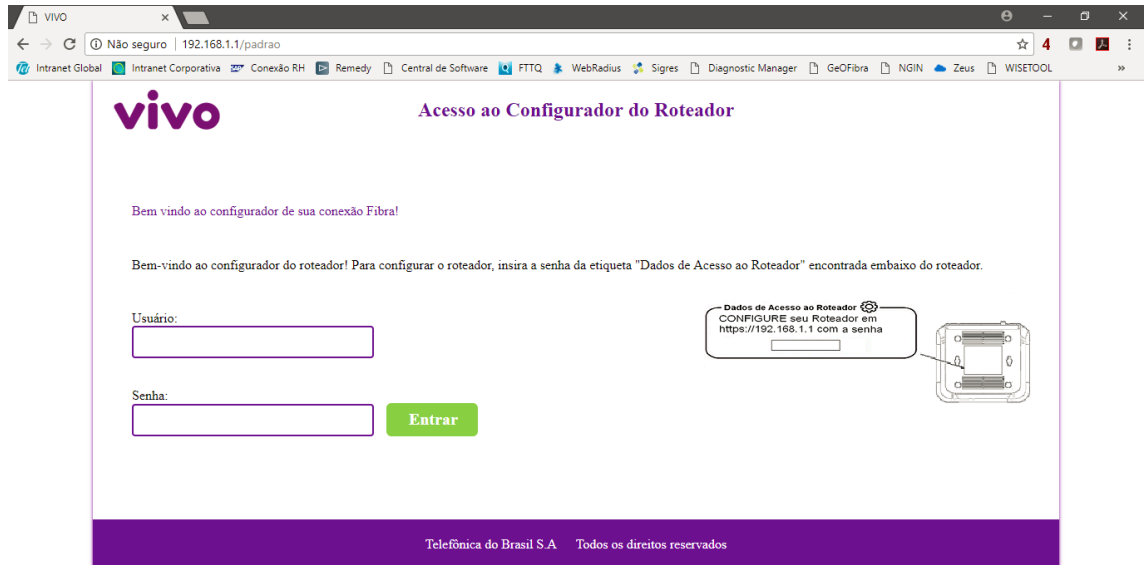 VIVO
Não seguro | 192.168.1.1/padrao
4
Intranet Global Intranet Corporativa Conexão RH Remedy Central de Software FTTQ WebRadius Sigres Diagnostic Manager GeOFibra NGIN Zeus WISETOOL »
vivo
Acesso ao Configurador do Roteador
Bem vindo ao configurador de sua conexão Fibra!
Bem-vindo ao configurador do roteador! Para configurar o roteador, insira a senha da etiqueta "Dados de Acesso ao Roteador" encontrada embaixo do roteador.
Usuário:
Dados de Acesso ao Roteador
CONFIGURE seu Roteador em
https://192.168.1.1 com a senha
Senha:
Entrar
Telefônica do Brasil S.A Todos os direitos reservados